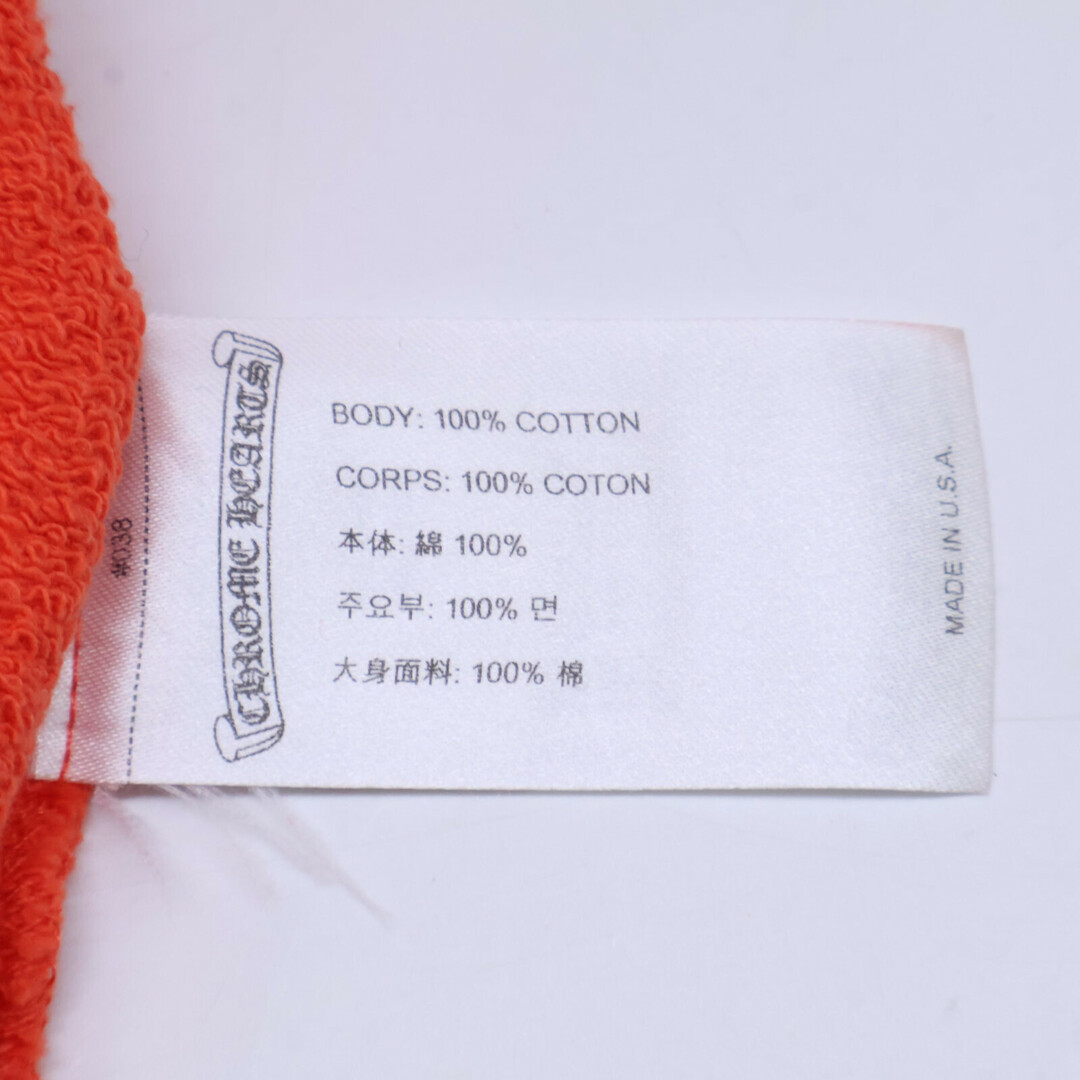 #038
CHROME HEARTS
BODY: 100% COTTON
CORPS: 100% COTON
本体: 綿 100%
주요부: 100% 면
大身面料: 100% 棉
MADE IN U.S.A.